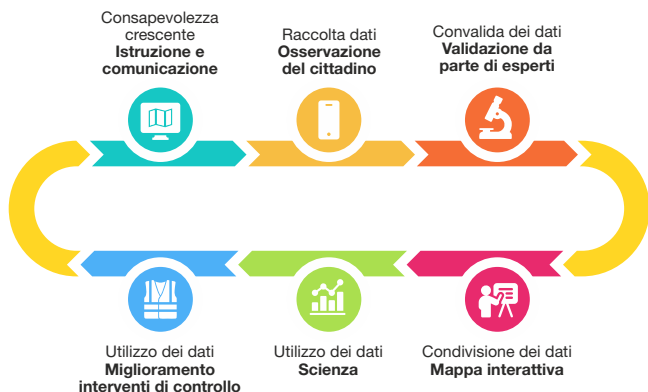 Consapevolezza
crescente
Istruzione e
comunicazione
Raccolta dati
Osservazione
del cittadino
Convalida dei dati
Validazione da
parte di esperti
Utilizzo dei dati
Miglioramento
interventi di controllo
Utilizzo dei dati
Scienza
Condivisione dei dati
Mappa interattiva